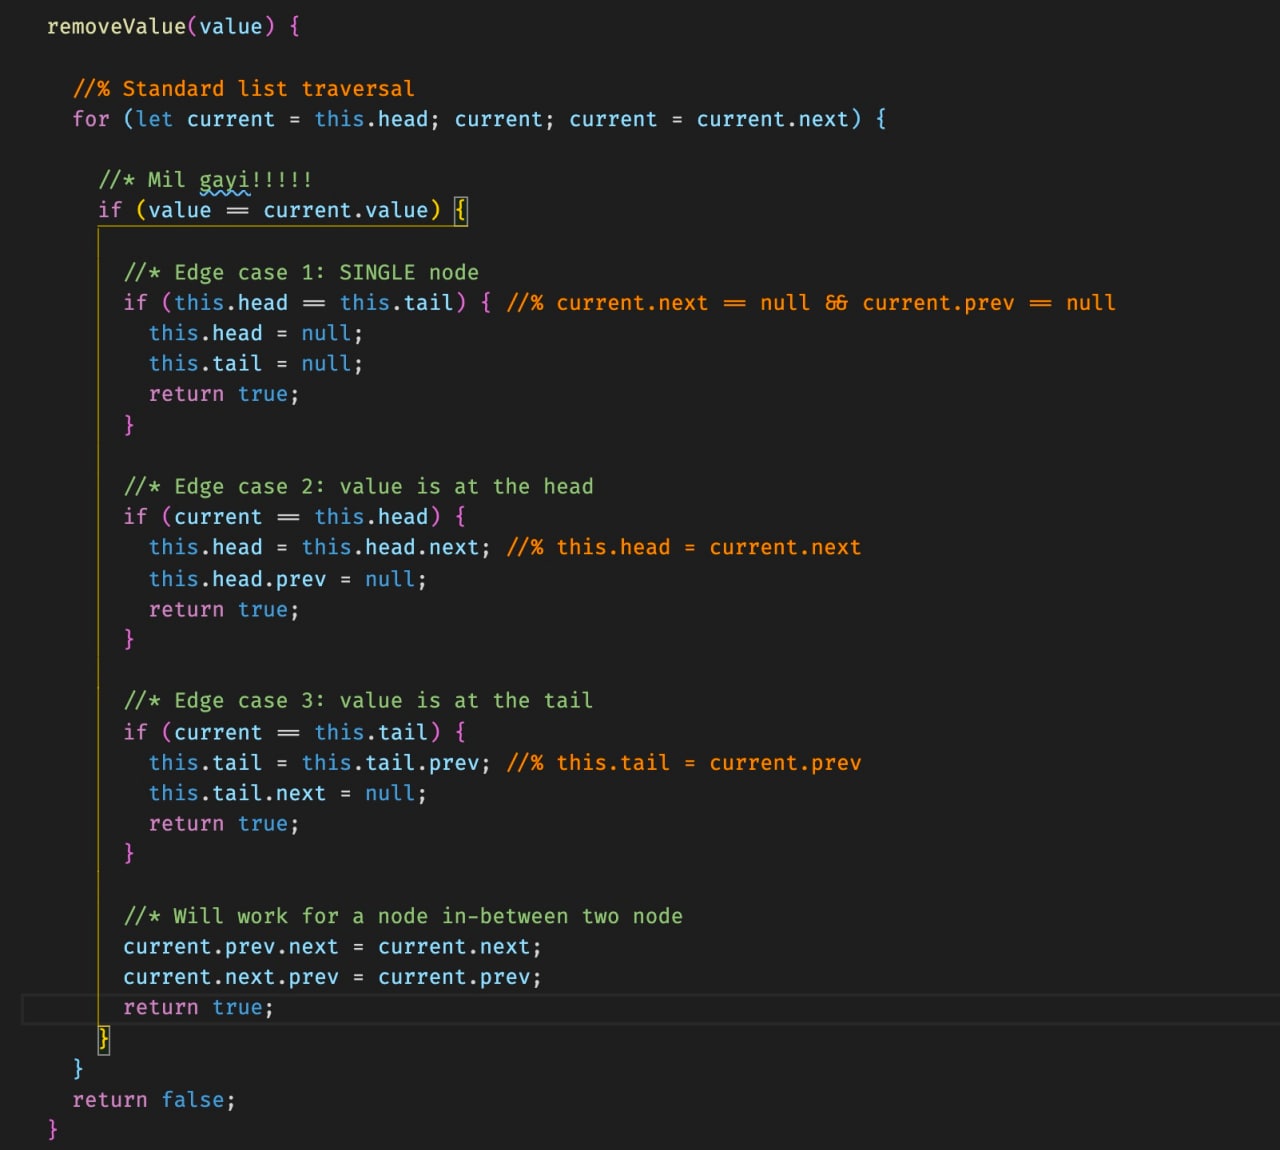 removeValue(value) {
//% Standard list traversal
for (let current = this.head; current; current = current.next) {
//* Mil gayi!!!!!
if (value == current.value) {
//* Edge case 1: SINGLE node
if (this.head == this.tail) { //% current.next == null && current.prev == null
this.head = null;
this.tail = null;
return true;
}
//* Edge case 2: value is at the head
if (current == this.head) {
this.head = this.head.next; //% this.head = current.next
this.head.prev = null;
return true;
}
//* Edge case 3: value is at the tail
if (current == this.tail) {
this.tail = this.tail.prev; //% this.tail = current.prev
this.tail.next = null;
return true;
}
//* Will work for a node in-between two node
current.prev.next = current.next;
current.next.prev = current.prev;
return true;
}
}
return false;
}